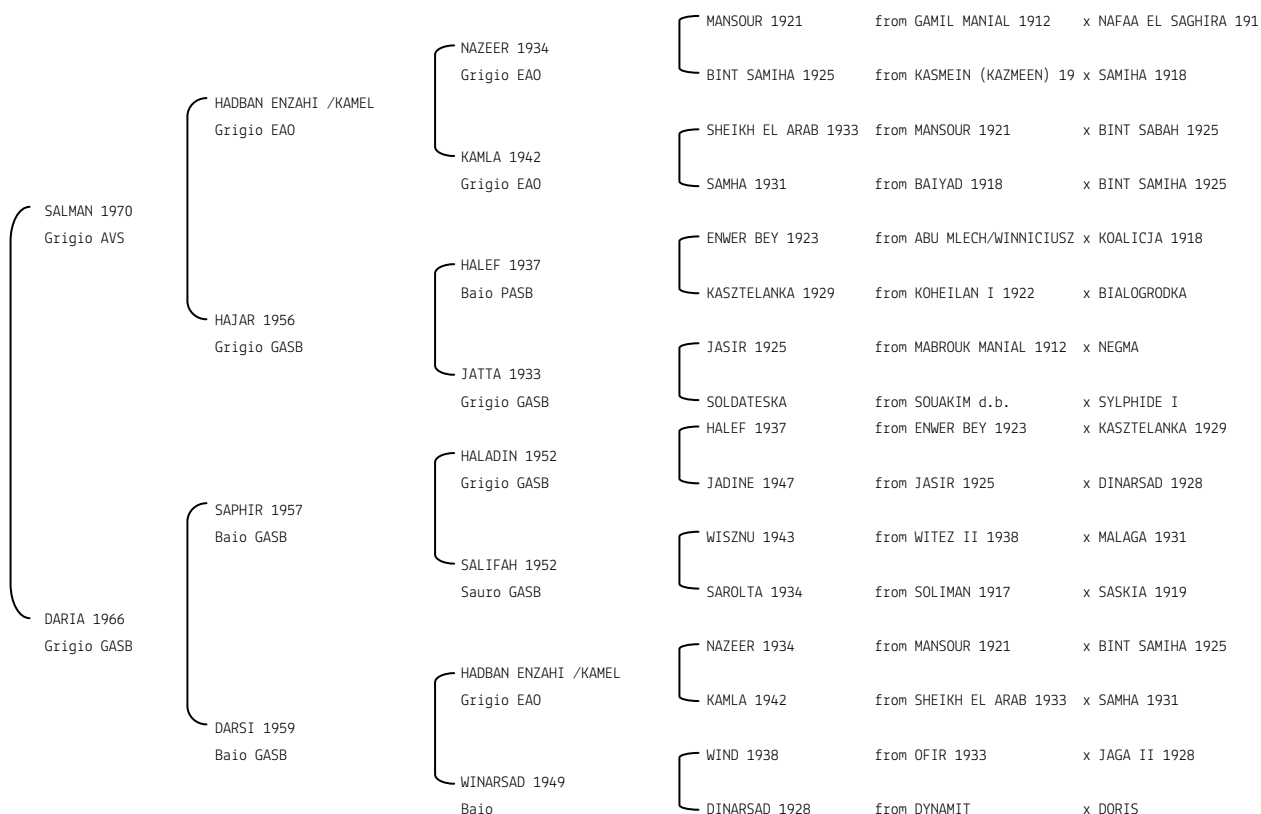 MANSOUR 1921 from GAMIL MANIAL 1912 x NAFAA EL SAGHIRA 191
NAZEER 1934
Grigio EAO BINT SAMIHA 1925 from KASMEIN (KAZMEEN) 19 x SAMIHA 1918
HADBAN ENZAHI /KAMEL
Grigio EAO SHEIKH EL ARAB 1933 from MANSOUR 1921 x BINT SABAH 1925
KAMLA 1942
Grigio EAO SAMHA 1931 from BAIYAD 1918 x BINT SAMIHA 1925
SALMAN 1970
Grigio AVS ENWER BEY 1923 from ABU MLECH/WINNICIUSZ x KOALICJA 1918
HALEF 1937
Baio PASB KASZTELANKA 1929 from KOHEILAN I 1922 x BIALOGRODKA
HAJAR 1956
Grigio GASB JASIR 1925 from MABROUK MANIAL 1912 x NEGMA
JATTA 1933
Grigio GASB SOLDATESKA from SOUAKIM d.b. x SYLPHIDE I
HALEF 1937 from ENWER BEY 1923 x KASZTELANKA 1929
HALADIN 1952
Grigio GASB JADINE 1947 from JASIR 1925 x DINARSAD 1928
SAPHIR 1957
Baio GASB WISZNU 1943 from WITEZ II 1938 x MALAGA 1931
SALIFAH 1952
Sauro GASB SAROLTA 1934 from SOLIMAN 1917 x SASKIA 1919
DARIA 1966
Grigio GASB NAZEER 1934 from MANSOUR 1921 x BINT SAMIHA 1925
HADBAN ENZAHI /KAMEL
Grigio EAO KAMLA 1942 from SHEIKH EL ARAB 1933 x SAMHA 1931
DARSI 1959
Baio GASB WIND 1938 from OFIR 1933 x JAGA II 1928
WINARSAD 1949
Baio DINARSAD 1928 from DYNAMIT x DORIS